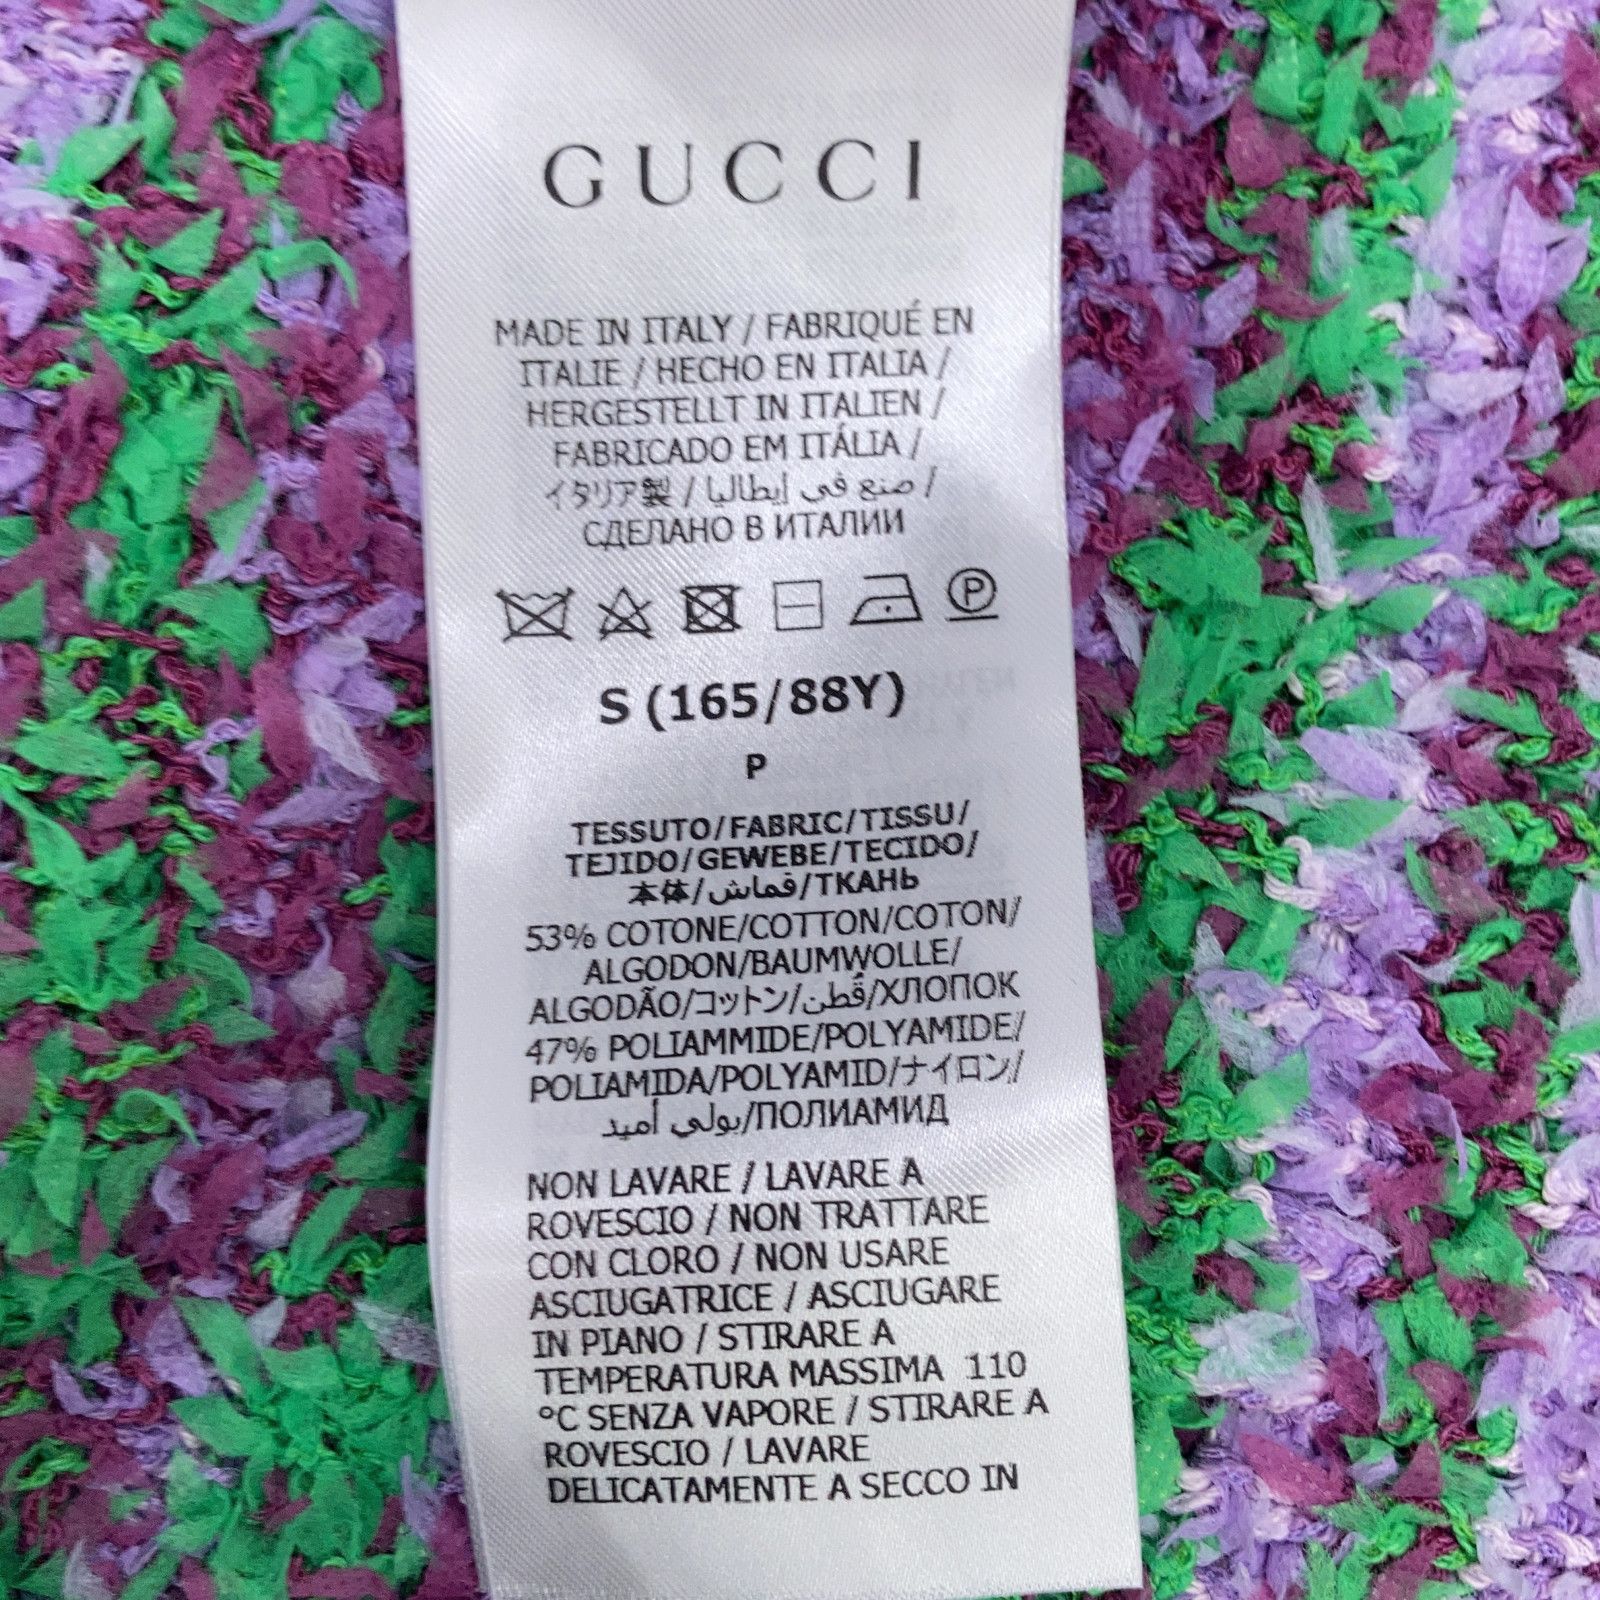 GUCCI
MADE IN ITALY / FABRIQUÉ EN
ITALIE / HECHO EN ITALIA /
HERGESTELLT IN ITALIEN /
FABRICADO EM ITÁLIA /
イタリア製 / صنع في إيطاليا /
СДЕЛАНО В ИТАЛИИ
P
S (165/88Y)
P
TESSUTO/FABRIC/TISSU/
TEJIDO/GEWEBE/TECIDO/
本体/قماش/ТКАНЬ
53% COTONE/COTTON/COTON/
ALGODON/BAUMWOLLE/
ALGODÃO/コットン/قطن/ХЛОПОК
47% POLIAMMIDE/POLYAMIDE/
POLIAMIDA/POLYAMID/ナイロン/
بولي أميد/ПОЛИАМИД
NON LAVARE / LAVARE A
ROVESCIO / NON TRATTARE
CON CLORO / NON USARE
ASCIUGATRICE / ASCIUGARE
IN PIANO / STIRARE A
TEMPERATURA MASSIMA 110
°C SENZA VAPORE / STIRARE A
ROVESCIO / LAVARE
DELICATAMENTE A SECCO IN